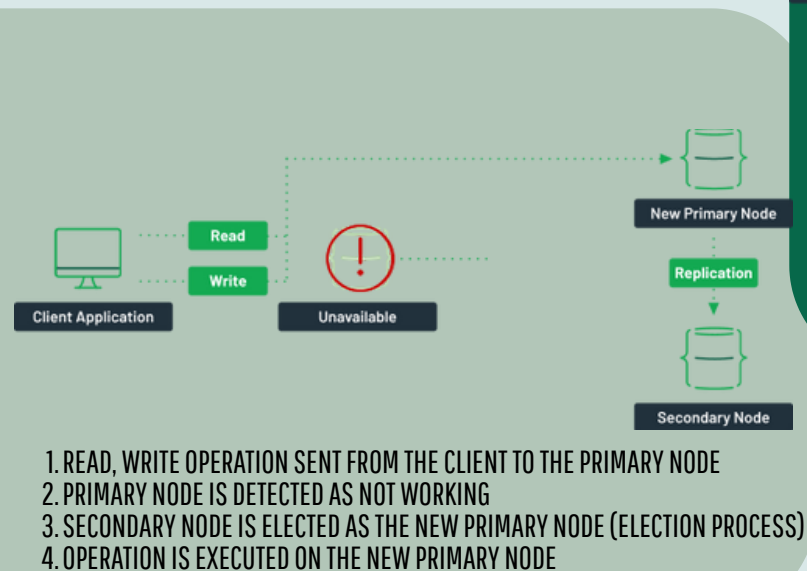 New Primary Node
Read
Replication
Write
Client Application
Unavailable
Secondary Node
1. READ, WRITE OPERATION SENT FROM THE CLIENT TO THE PRIMARY NODE
2. PRIMARY NODE IS DETECTED AS NOT WORKING
3. SECONDARY NODE IS ELECTED AS THE NEW PRIMARY NODE (ELECTION PROCESS)
4. OPERATION IS EXECUTED ON THE NEW PRIMARY NODE